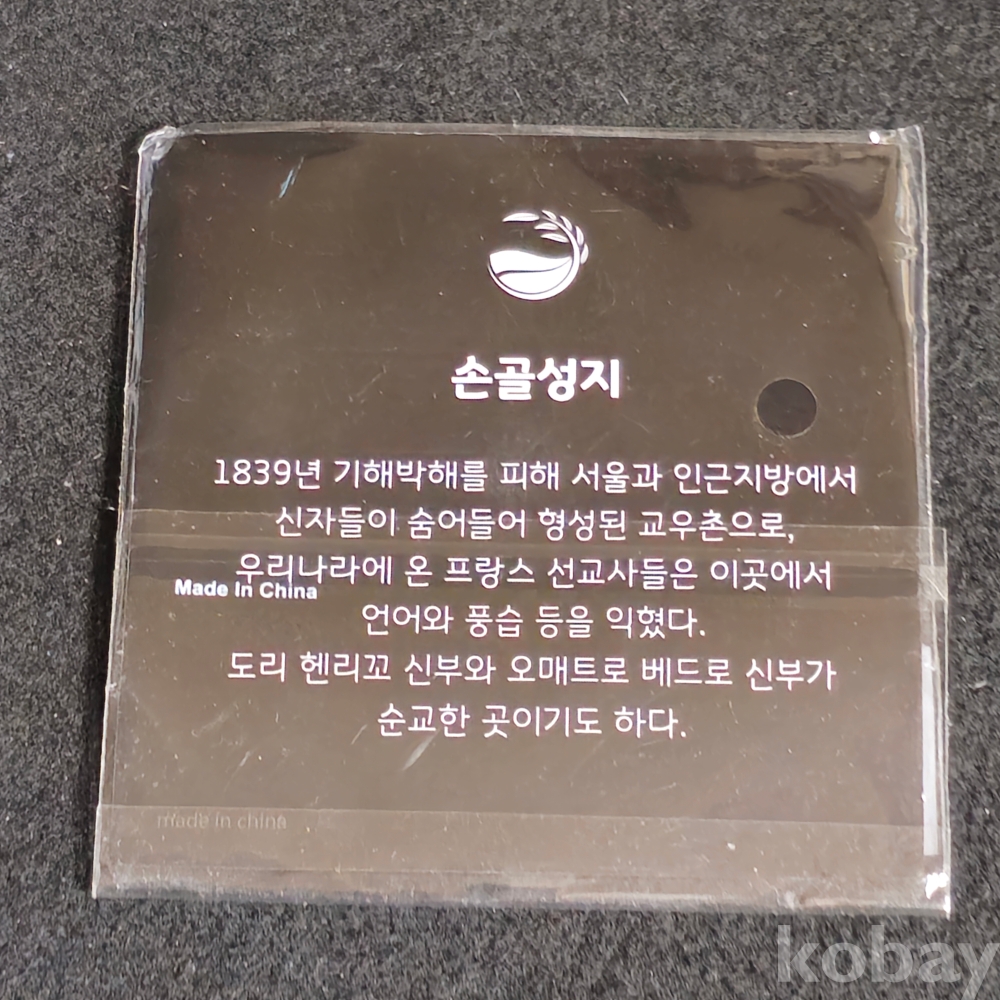 손골성지
1839년 기해박해를 피해 서울과 인근지방에서
신자들이 숨어들어 형성된 교우촌으로,
우리나라에 온 프랑스 선교사들은 이곳에서
Made In China
언어와 풍습 등을 익혔다.
도리 헨리꼬 신부와 오매트로 베드로 신부가
순교한 곳이기도 하다.
made in china
kobay